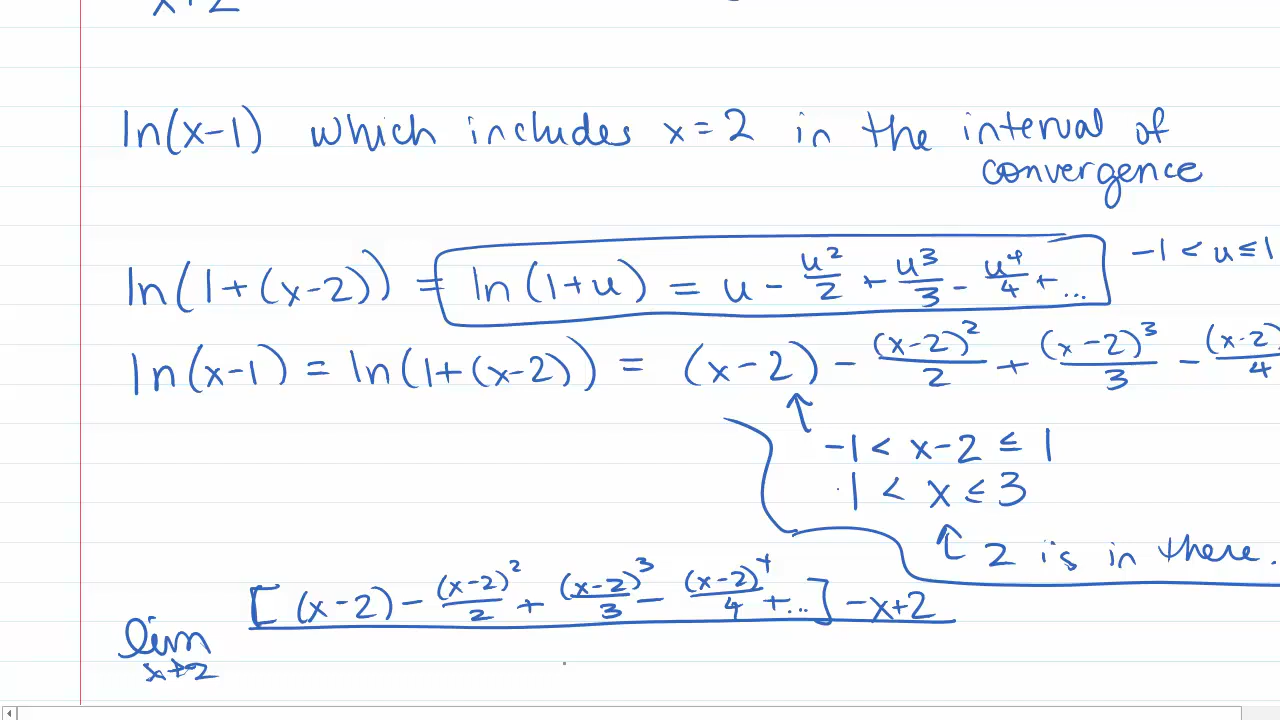 x+2
ln(x-1) which includes x=2 in the interval of
convergence
-1 < u ≤ 1
ln(1+(x-2)) = ln(1+u) = u - u²/2 + u³/3 - u⁴/4 + ...
ln(x-1) = ln(1+(x-2)) = (x-2) - (x-2)²/2 + (x-2)³/3 - (x-2)/4
↑
-1 < x-2 ≤ 1
1 < x ≤ 3
↑ 2 is in there.
lim x→2 [(x-2) - (x-2)²/2 + (x-2)³/3 - (x-2)⁴/4 + ...] -x+2